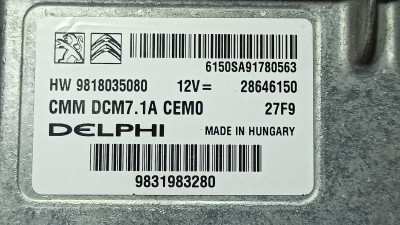 6150SA91780563
HW 9818035080 12V= 28646150
CMM DCM7.1A CEM0 27F9
DELPHI MADE IN HUNGARY
9831983280